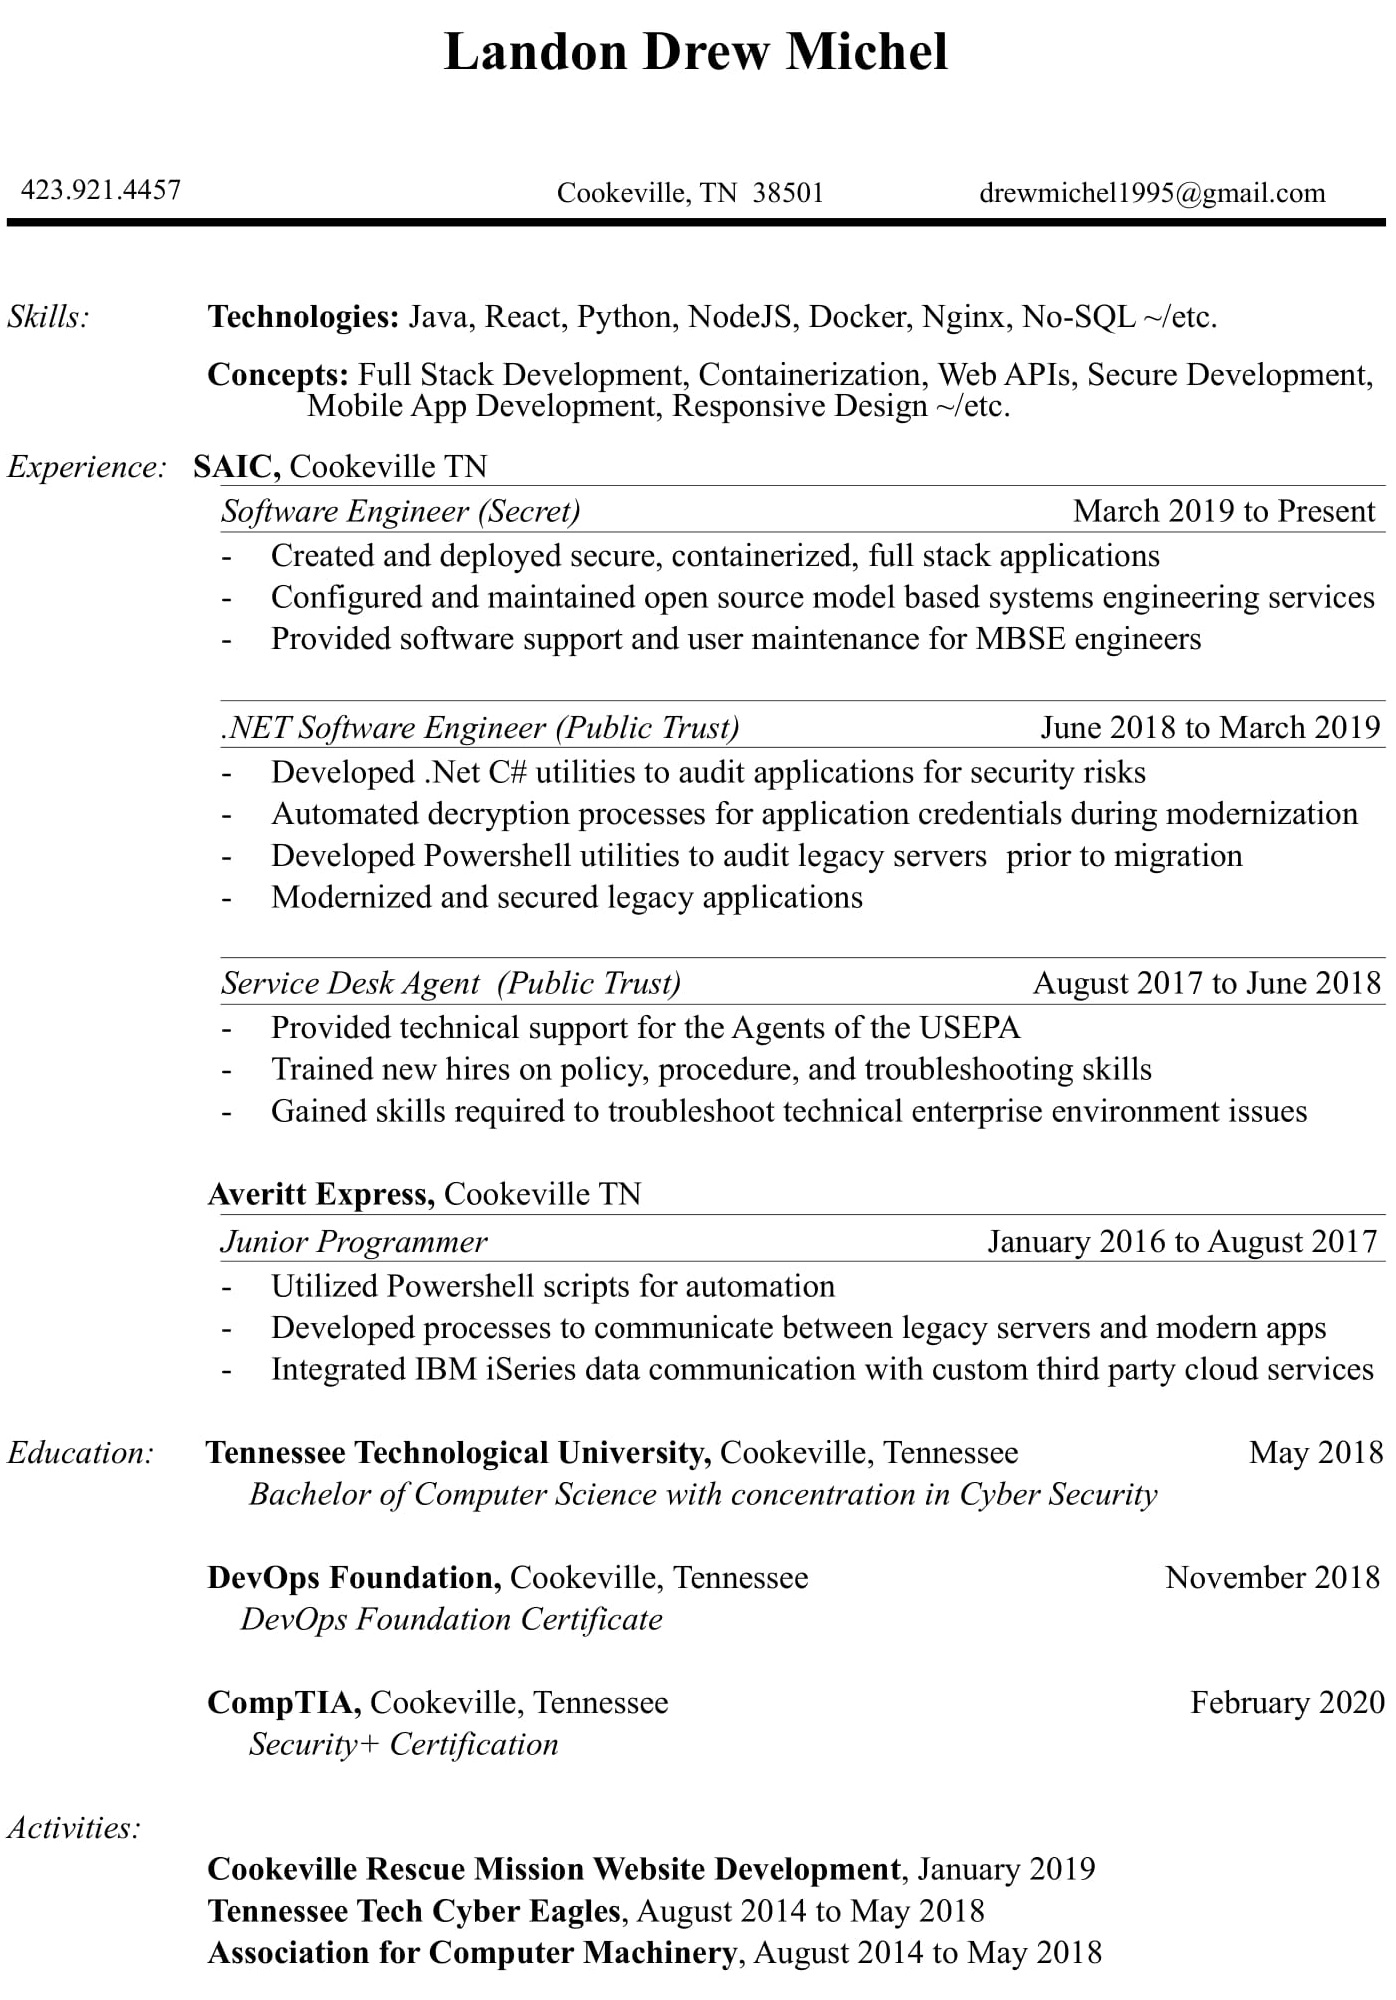 Landon Drew Michel
423.921.4457 Cookeville, TN 38501 drewmichel1995@gmail.com
Skills: Technologies: Java, React, Python, NodeJS, Docker, Nginx, No-SQL ~/etc.
Concepts: Full Stack Development, Containerization, Web APIs, Secure Development,
Mobile App Development, Responsive Design ~/etc.
Experience: SAIC, Cookeville TN
Software Engineer (Secret) March 2019 to Present
- Created and deployed secure, containerized, full stack applications
- Configured and maintained open source model based systems engineering services
- Provided software support and user maintenance for MBSE engineers
.NET Software Engineer (Public Trust) June 2018 to March 2019
- Developed .Net C# utilities to audit applications for security risks
- Automated decryption processes for application credentials during modernization
- Developed Powershell utilities to audit legacy servers prior to migration
- Modernized and secured legacy applications
Service Desk Agent (Public Trust) August 2017 to June 2018
- Provided technical support for the Agents of the USEPA
- Trained new hires on policy, procedure, and troubleshooting skills
- Gained skills required to troubleshoot technical enterprise environment issues
Averitt Express, Cookeville TN
Junior Programmer January 2016 to August 2017
- Utilized Powershell scripts for automation
- Developed processes to communicate between legacy servers and modern apps
- Integrated IBM iSeries data communication with custom third party cloud services
Education: Tennessee Technological University, Cookeville, Tennessee May 2018
Bachelor of Computer Science with concentration in Cyber Security
DevOps Foundation, Cookeville, Tennessee November 2018
DevOps Foundation Certificate
CompTIA, Cookeville, Tennessee February 2020
Security+ Certification
Activities:
Cookeville Rescue Mission Website Development, January 2019
Tennessee Tech Cyber Eagles, August 2014 to May 2018
Association for Computer Machinery, August 2014 to May 2018